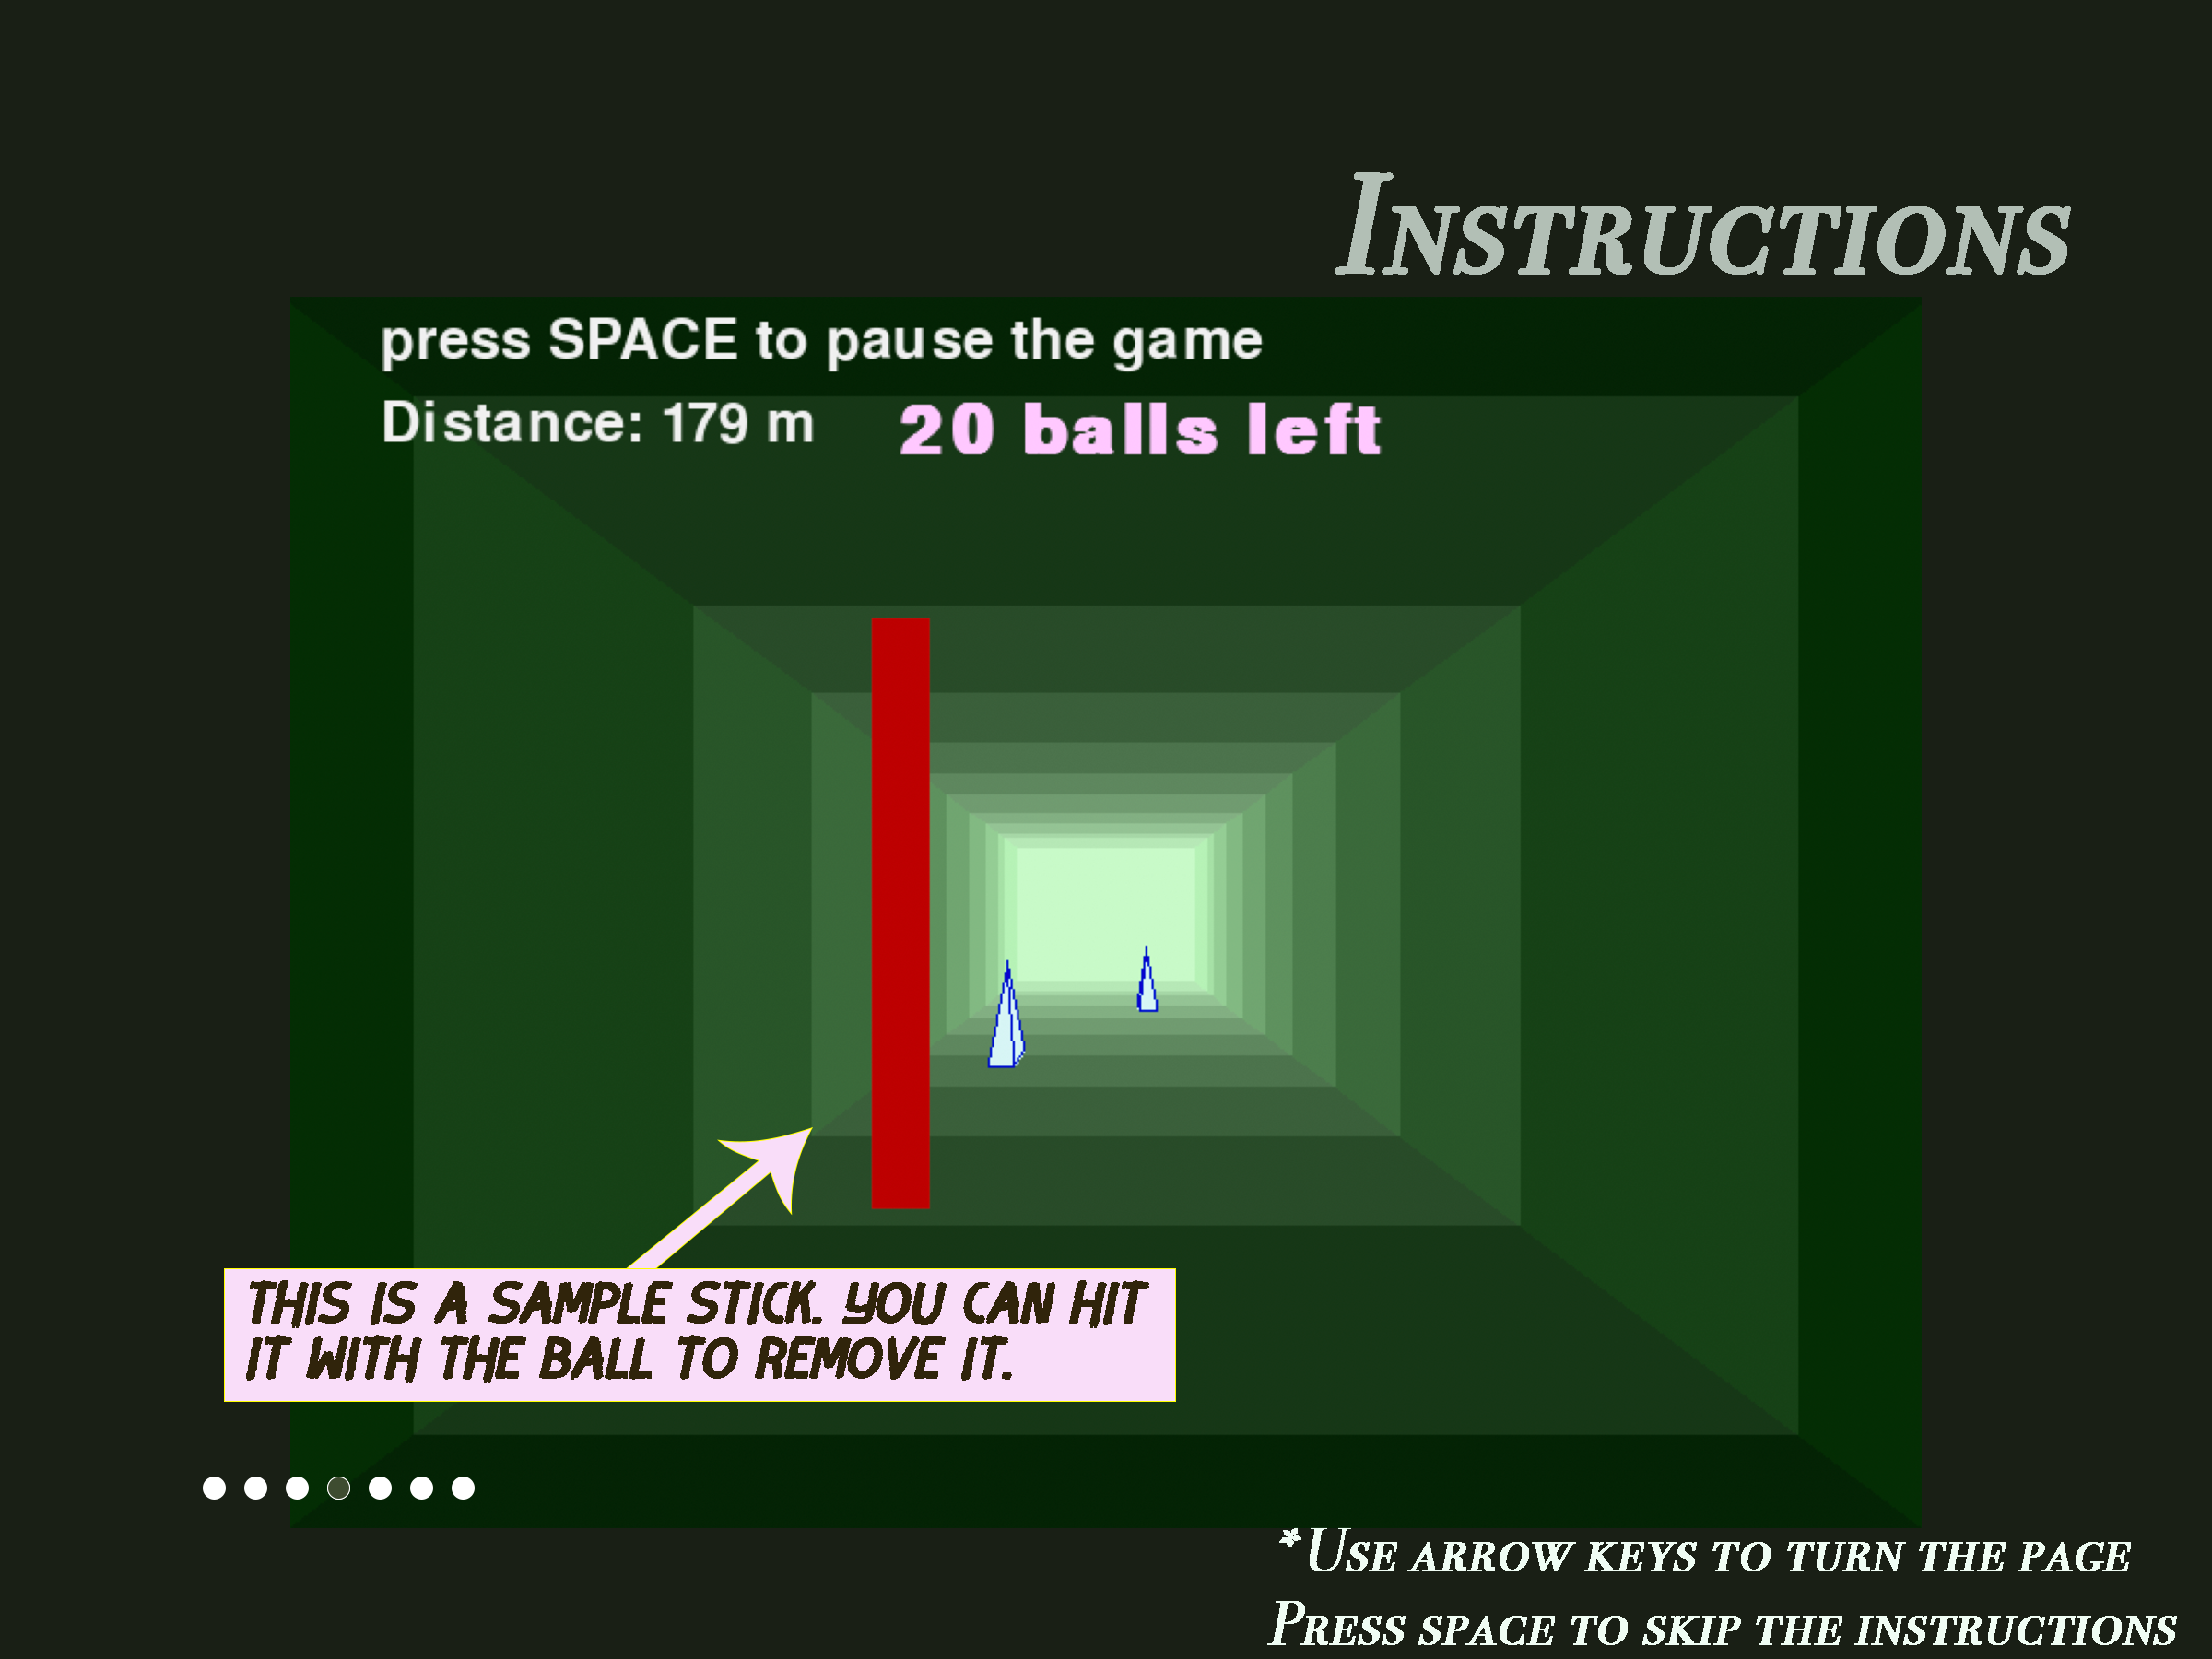 Instructions
press SPACE to pause the game
Distance: 179 m
20 balls left
THIS IS A SAMPLE STICK. YOU CAN HIT
IT WITH THE BALL TO REMOVE IT.
*Use arrow keys to turn the page
Press space to skip the instructions